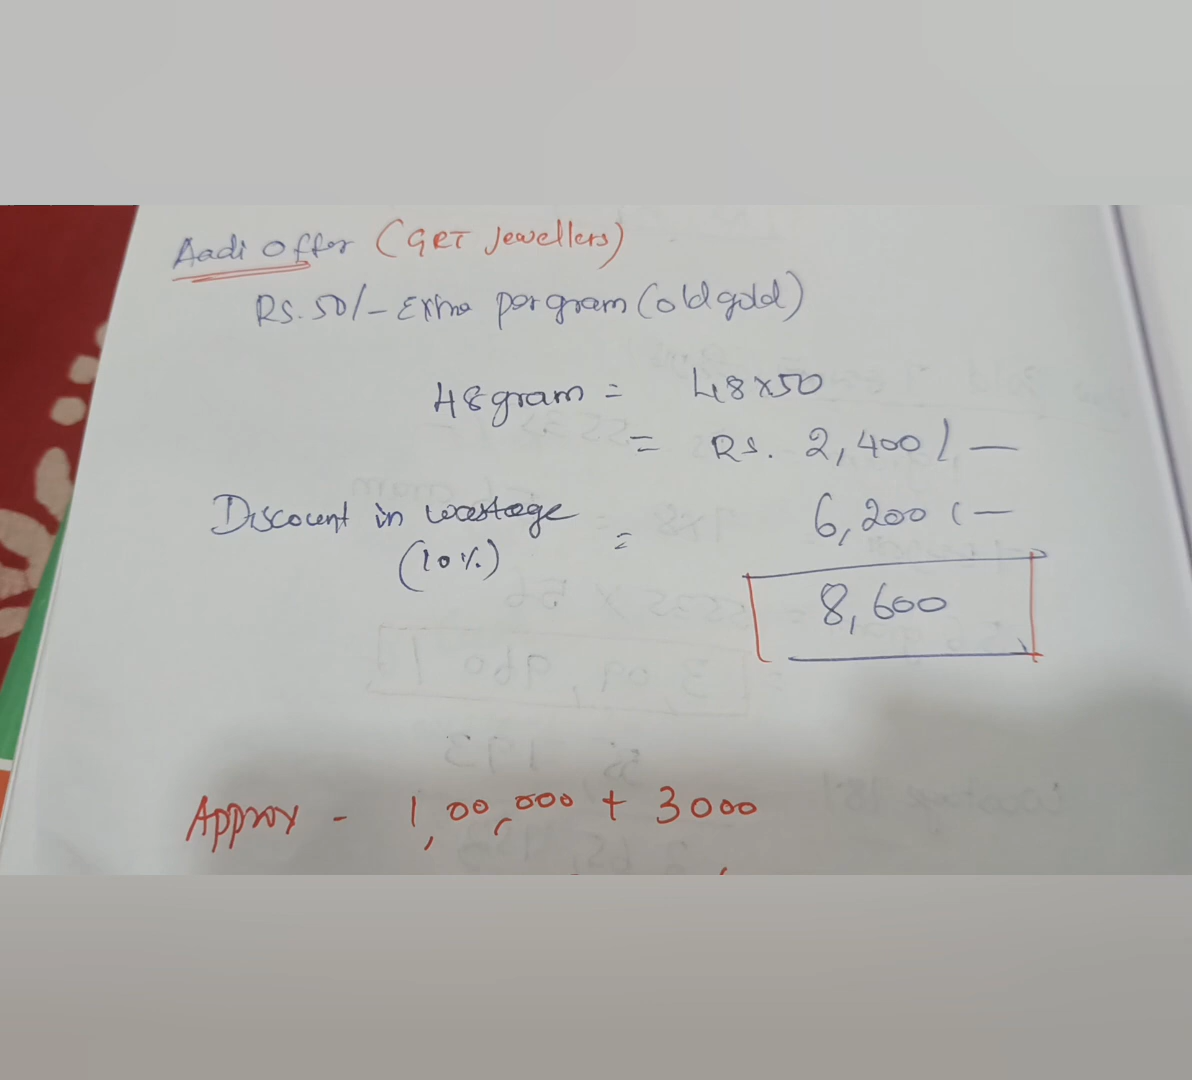 Aadi Offer (GRT Jewellers)
Rs. 50/- Extra per gram (old gold)
48 gram = 48x50
= Rs. 2,400/-
Discount in wastage = 6,200/-
(10%)
8,600
Approx - 1,00,000 + 3000